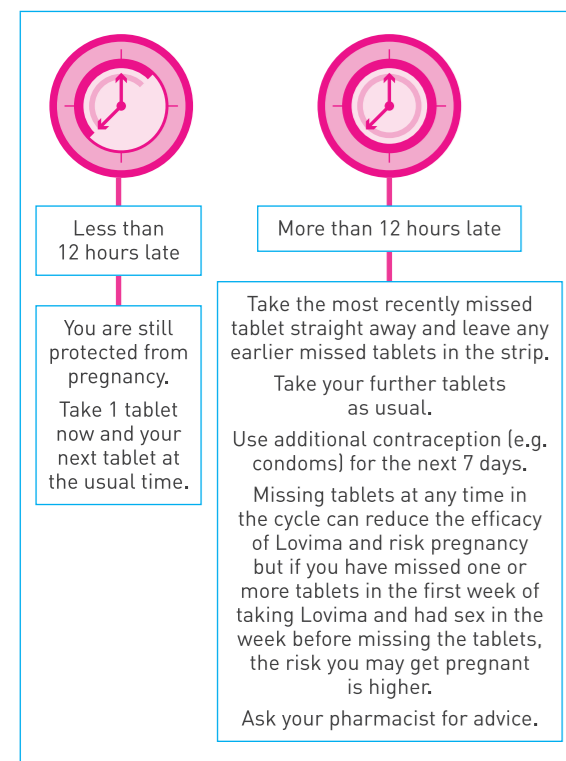 Less than
12 hours late
You are still
protected from
pregnancy.
Take 1 tablet
now and your
next tablet at
the usual time.
More than 12 hours late
Take the most recently missed
tablet straight away and leave any
earlier missed tablets in the strip.
Take your further tablets
as usual.
Use additional contraception (e.g.
condoms) for the next 7 days.
Missing tablets at any time in
the cycle can reduce the efficacy
of Lovima and risk pregnancy
but if you have missed one or
more tablets in the first week of
taking Lovima and had sex in the
week before missing the tablets,
the risk you may get pregnant
is higher.
Ask your pharmacist for advice.